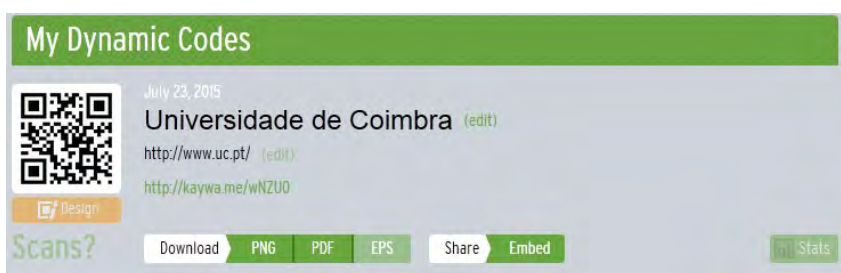 My Dynamic Codes
July 23, 2015
Universidade de Coimbra (edit)
http://www.uc.pt/ (edit)
http://kaywa.me/wNZU0
Design
Scans?
Download PNG PDF EPS Share Embed Stats